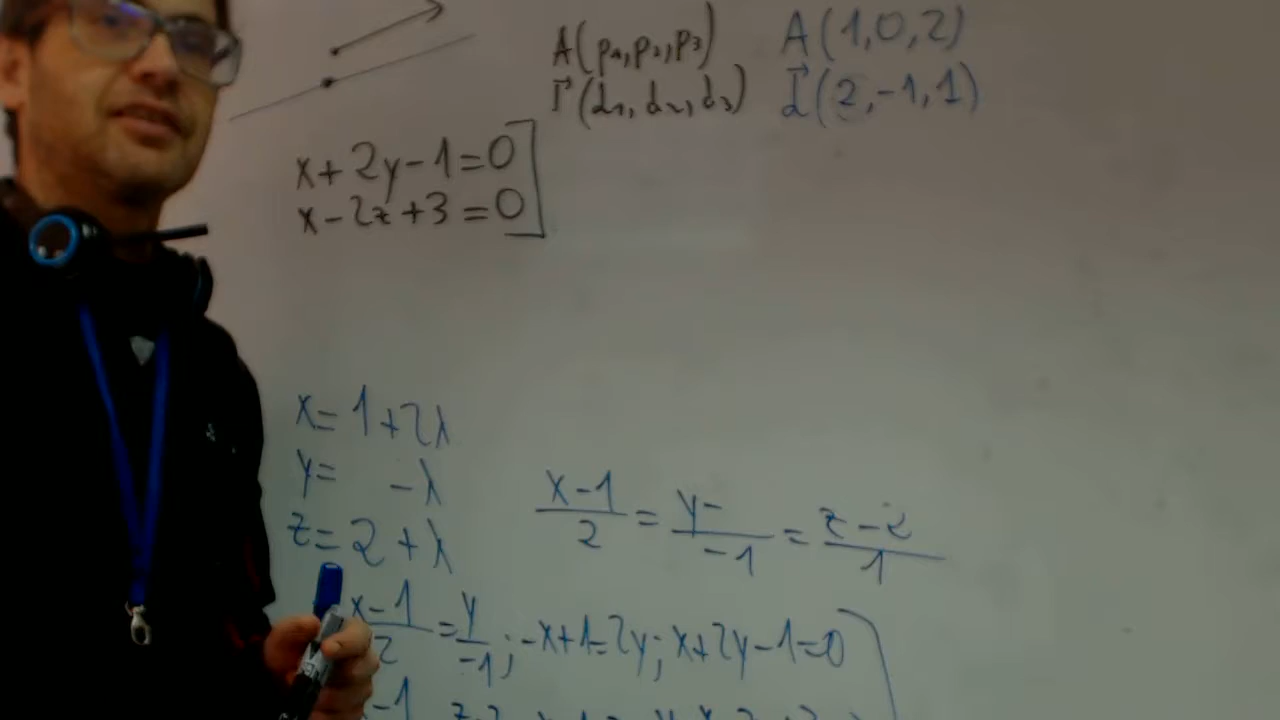 A(p₁,p₂,p₃) A(1,0,2)
r⃗(d₁,d₂,d₃) d⃗(2,-1,1)
x+2y-1=0
x-2z+3=0
x=1+2λ
y= -λ
z=2+λ
(x-1)/2 = (y-)/-1 = (z-2)/1
(x-1)/2 = y/-1 ; -x+1=2y; x+2y-1=0